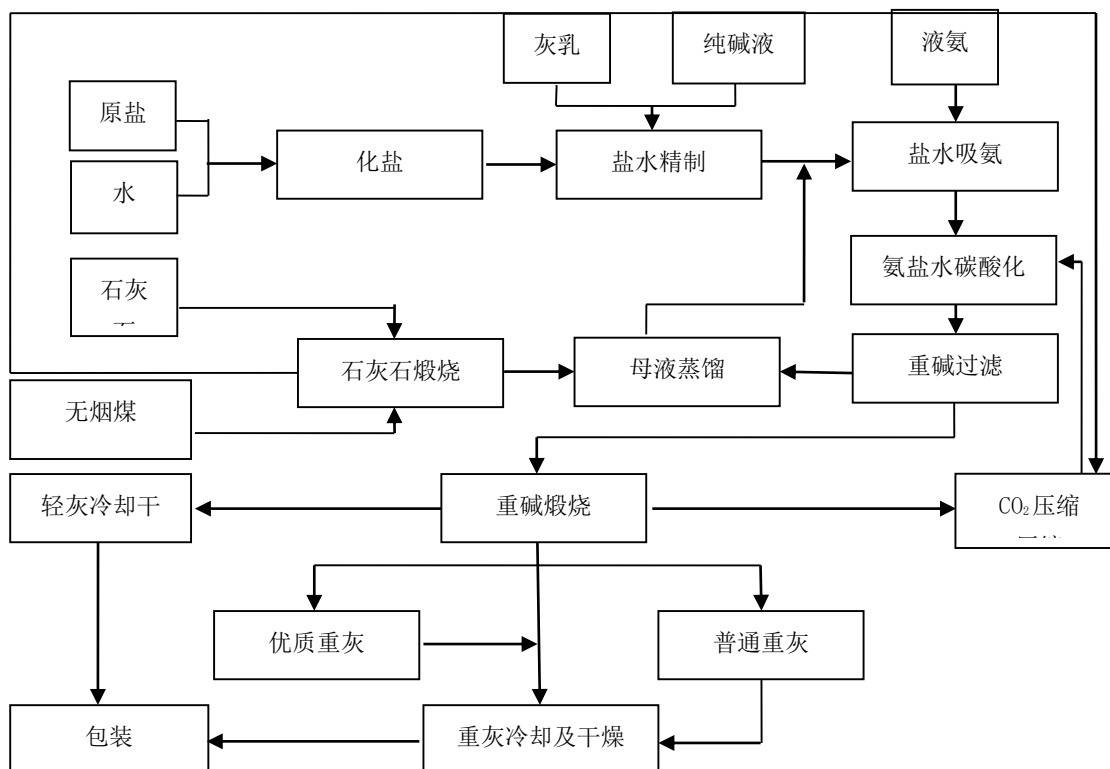 灰乳
纯碱液
液氨
原盐
化盐
盐水精制
盐水吸氨
水
氨盐水碳酸化
石灰
石灰石煅烧
母液蒸馏
重碱过滤
无烟煤
轻灰冷却干
重碱煅烧
CO₂压缩
优质重灰
普通重灰
包装
重灰冷却及干燥